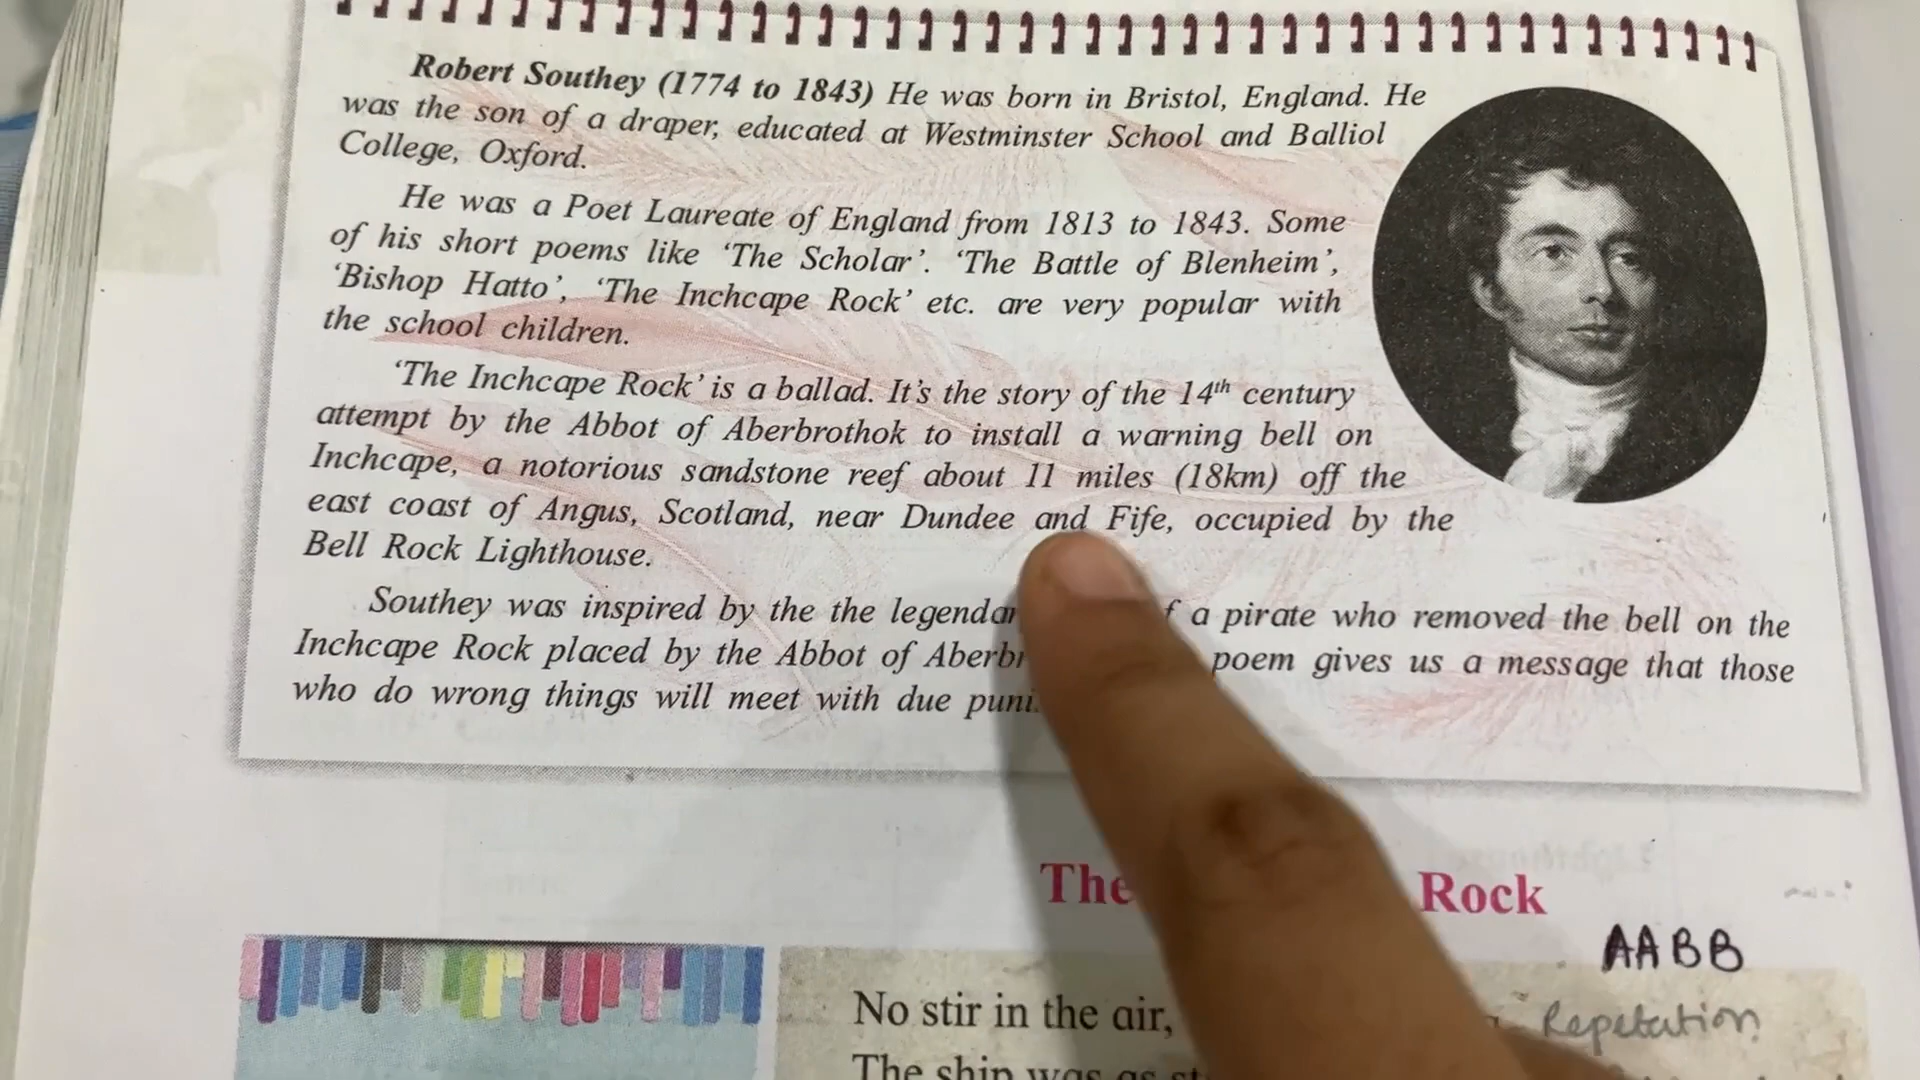 Robert Southey (1774 to 1843) He was born in Bristol, England. He
was the son of a draper, educated at Westminster School and Balliol
College, Oxford.
He was a Poet Laureate of England from 1813 to 1843. Some
of his short poems like ‘The Scholar’. ‘The Battle of Blenheim’,
‘Bishop Hatto’, ‘The Inchcape Rock’ etc. are very popular with
the school children.
‘The Inchcape Rock’ is a ballad. It’s the story of the 14th century
attempt by the Abbot of Aberbrothok to install a warning bell on
Inchcape, a notorious sandstone reef about 11 miles (18km) off the
east coast of Angus, Scotland, near Dundee and Fife, occupied by the
Bell Rock Lighthouse.
Southey was inspired by the the a pirate who removed the bell on the
Inchcape Rock placed by the Abbot of poem gives us a message that those
who do wrong things will meet with due
The Rock
AABB
No stir in the air,
Repetation
The ship was as